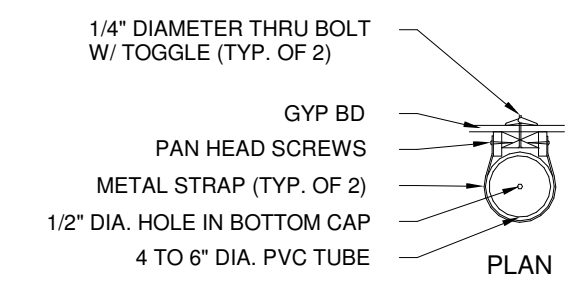 1/4" DIAMETER THRU BOLT
W/ TOGGLE (TYP. OF 2)
GYP BD
PAN HEAD SCREWS
METAL STRAP (TYP. OF 2)
1/2" DIA. HOLE IN BOTTOM CAP
4 TO 6" DIA. PVC TUBE
PLAN